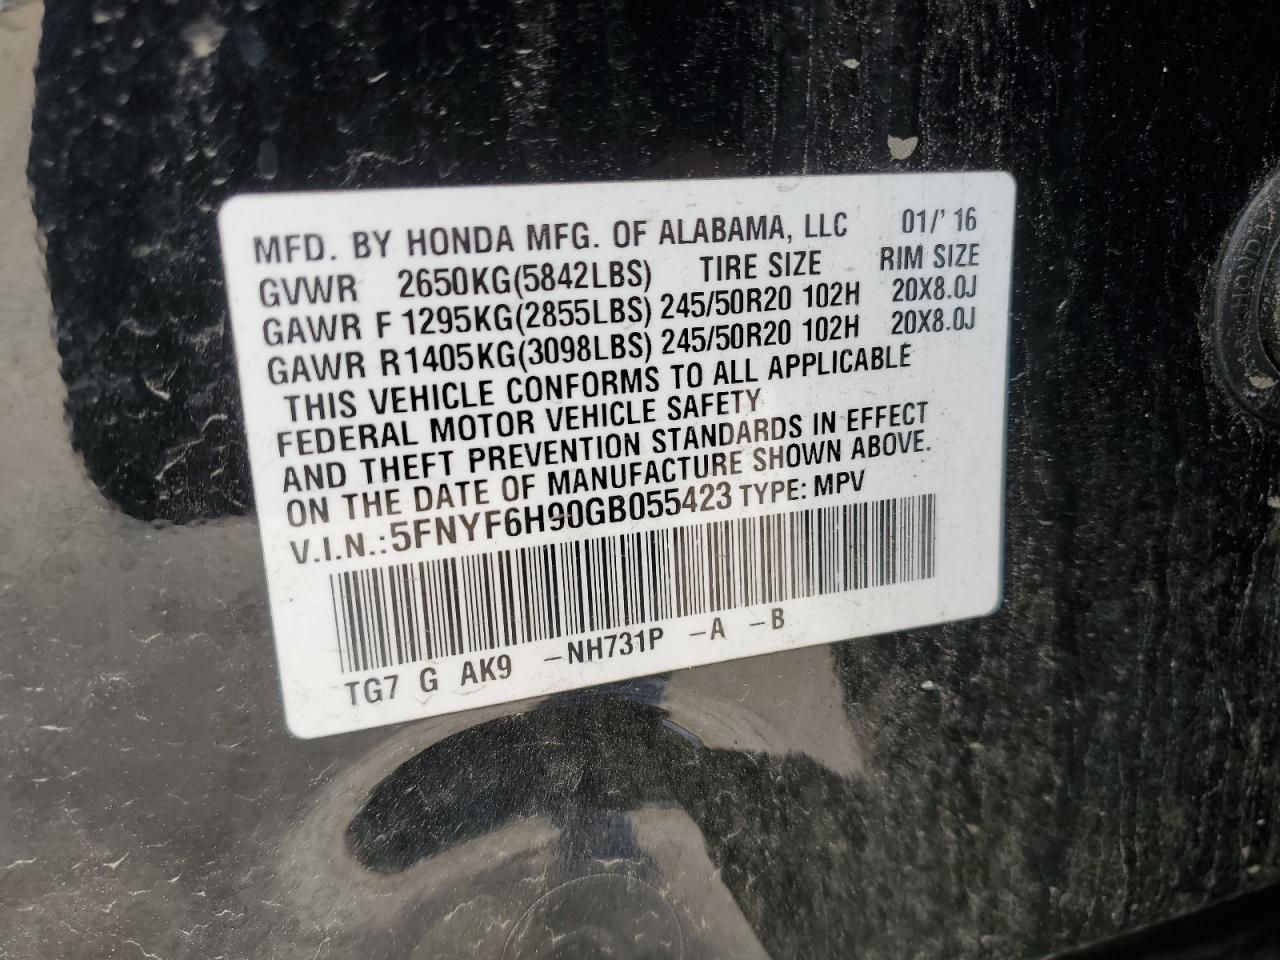 MFD. BY HONDA MFG. OF ALABAMA, LLC 01/' 16
GVWR 2650KG(5842LBS) TIRE SIZE RIM SIZE
GAWR F 1295KG(2855LBS) 245/50R20 102H 20X8.0J
GAWR R 1405KG(3098LBS) 245/50R20 102H 20X8.0J
THIS VEHICLE CONFORMS TO ALL APPLICABLE
FEDERAL MOTOR VEHICLE SAFETY
AND THEFT PREVENTION STANDARDS IN EFFECT
ON THE DATE OF MANUFACTURE SHOWN ABOVE.
V.I.N.: 5FNYF6H90GB055423 TYPE: MPV
TG7 G AK9 -NH731P -A -B
HONDA